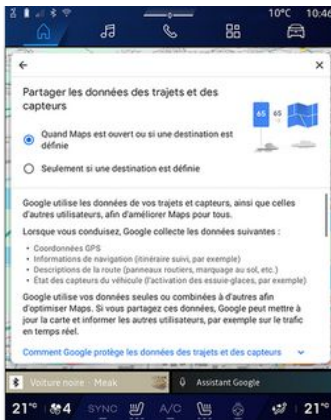 10°C 10:46
Partager les données des trajets et des
capteurs
65 65
Quand Maps est ouvert ou si une destination est
définie
Seulement si une destination est définie
Google utilise les données de vos trajets et capteurs, ainsi que celles
d'autres utilisateurs, afin d'améliorer Maps pour tous.
Lorsque vous conduisez, Google collecte les données suivantes :
• Coordonnées GPS
• Informations de navigation (itinéraire suivi, par exemple)
• Descriptions de la route (panneaux routiers, marquage au sol, etc.)
• État des capteurs du véhicule (l'activation des essuie-glaces, par exemple)
Google utilise vos données seules ou combinées à d'autres afin
d'optimiser Maps. Si vous partagez ces données, Google peut mettre à
jour la carte et informer les autres utilisateurs, par exemple sur le trafic
en temps réel.
Comment Google protège les données des trajets et des capteurs
Voiture noire · Meak Assistant Google
21°C 4 SYNC A/C 21°